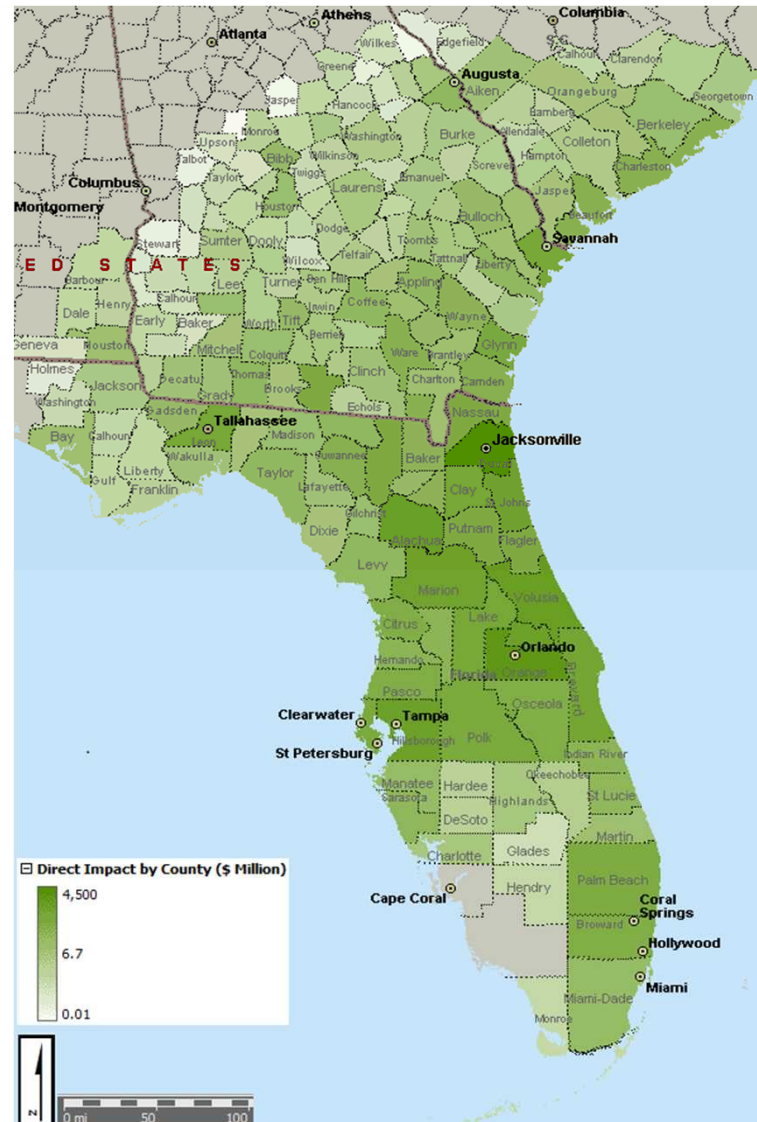 Athens
Columbia
Atlanta
Wilkes
Edgefield
S.C.
Calhoun
Clarendon
Greene
Augusta
Aiken
Orangeburg
Georgetown
Jasper
Hancock
Bamberg
Berkeley
Monroe
Washington
Burke
Allendale
Colleton
Upson
Talbot
Bibb
Wilkinson
Screven
Hampton
Charleston
Columbus
Taylor
Twiggs
Laurens
Emanuel
Jasper
Montgomery
Houston
Bulloch
Beaufort
Stewart
Sumter
Dooly
Dodge
Toombs
Savannah
E D S T A T E S
Wilcox
Telfair
Tattnall
Liberty
Barbour
Lee
Turner
Ben Hill
Appling
Henry
Calhoun
Irwin
Coffee
Dale
Early
Baker
Worth
Tift
Wayne
Geneva
Houston
Berrien
Glynn
Mitchell
Colquitt
Ware
Brantley
Holmes
Jackson
Decatur
Thomas
Brooks
Clinch
Charlton
Camden
Washington
Grady
Gadsden
Echols
Nassau
Tallahassee
Bay
Calhoun
Leon
Madison
Jacksonville
Wakulla
Suwannee
Baker
Duval
Liberty
Taylor
Gulf
Franklin
Lafayette
Clay
St Johns
Gilchrist
Dixie
Alachua
Putnam
Flagler
Levy
Marion
Volusia
Citrus
Lake
Orlando
Hernando
Florida
Orange
Brevard
Pasco
Osceola
Clearwater
Tampa
Hillsborough
Polk
St Petersburg
Indian River
Manatee
Hardee
Okeechobee
Sarasota
Highlands
St Lucie
DeSoto
Martin
Charlotte
Glades
Direct Impact by County ($ Million)
4,500
6.7
0.01
Cape Coral
Hendry
Palm Beach
Coral
Springs
Broward
Hollywood
Miami
Miami-Dade
Monroe
N
0 mi 50 100